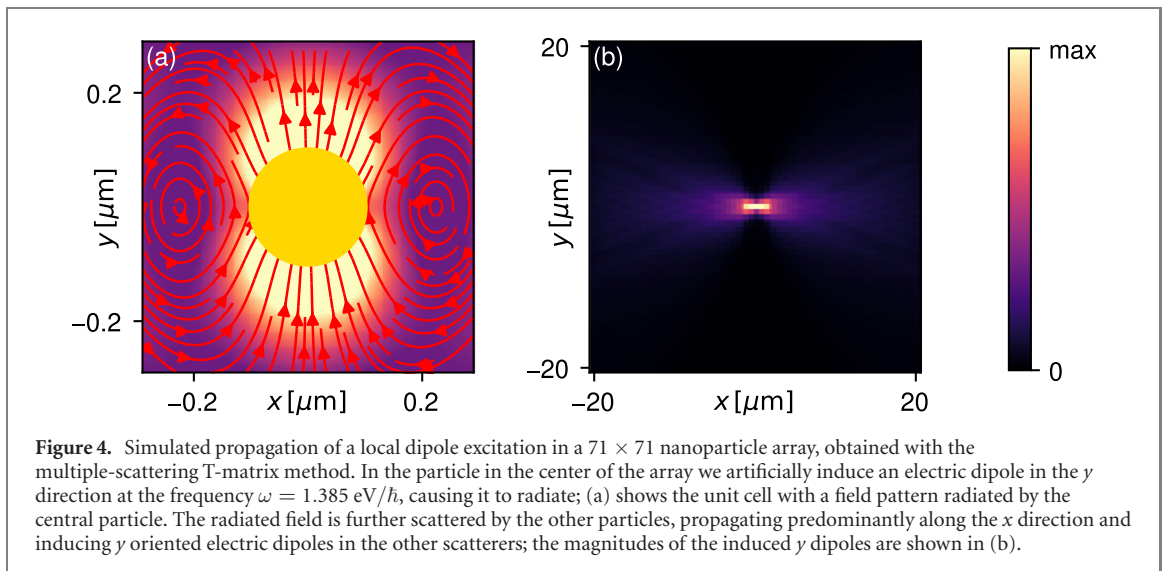 (a)
(b)
max
0
0.2
−0.2
y [μm]
−0.2
x [μm]
0.2
20
−20
y [μm]
−20
x [μm]
20
Figure 4. Simulated propagation of a local dipole excitation in a 71 × 71 nanoparticle array, obtained with the
multiple-scattering T-matrix method. In the particle in the center of the array we artificially induce an electric dipole in the y
direction at the frequency ω = 1.385 eV/ħ, causing it to radiate; (a) shows the unit cell with a field pattern radiated by the
central particle. The radiated field is further scattered by the other particles, propagating predominantly along the x direction and
inducing y oriented electric dipoles in the other scatterers; the magnitudes of the induced y dipoles are shown in (b).